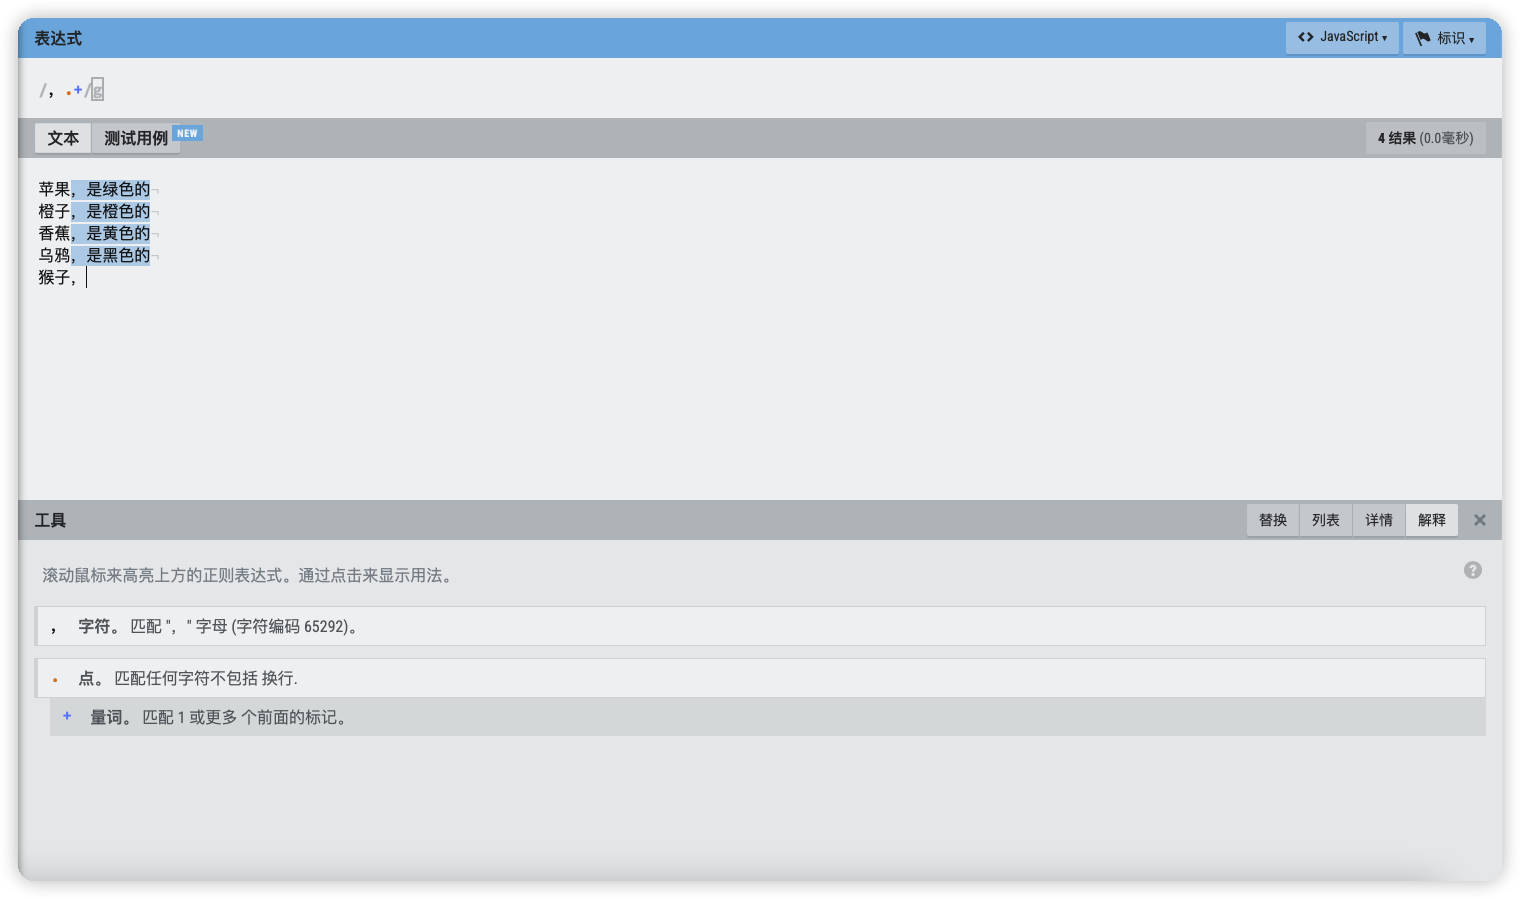 表达式
JavaScript ▾
标识 ▾
/，.+/g
文本
测试用例
NEW
4 结果 (0.0毫秒)
苹果，是绿色的¬
橙子，是橙色的¬
香蕉，是黄色的¬
乌鸦，是黑色的¬
猴子，
工具
替换
列表
详情
解释
滚动鼠标来高亮上方的正则表达式。通过点击来显示用法。
， 字符。 匹配 "，" 字母 (字符编码 65292)。
. 点。 匹配任何字符不包括 换行.
+ 量词。 匹配 1 或更多 个前面的标记。